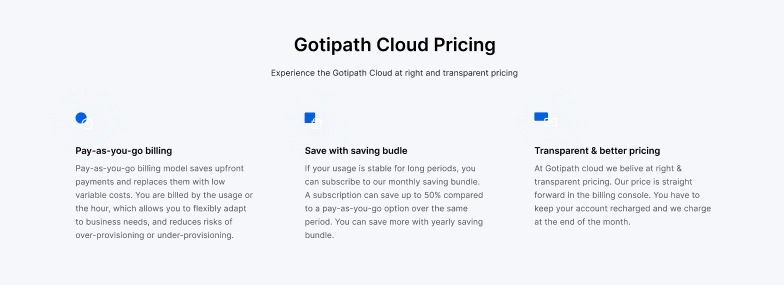 Gotipath Cloud Pricing
Experience the Gotipath Cloud at right and transparent pricing
Pay-as-you-go billing
Pay-as-you-go billing model saves upfront
payments and replaces them with low
variable costs. You are billed by the usage or
the hour, which allows you to flexibly adapt
to business needs, and reduces risks of
over-provisioning or under-provisioning.
Save with saving budle
If your usage is stable for long periods, you
can subscribe to our monthly saving bundle.
A subscription can save up to 50% compared
to a pay-as-you-go option over the same
period. You can save more with yearly saving
bundle.
Transparent & better pricing
At Gotipath cloud we belive at right &
transparent pricing. Our price is straight
forward in the billing console. You have to
keep your account recharged and we charge
at the end of the month.